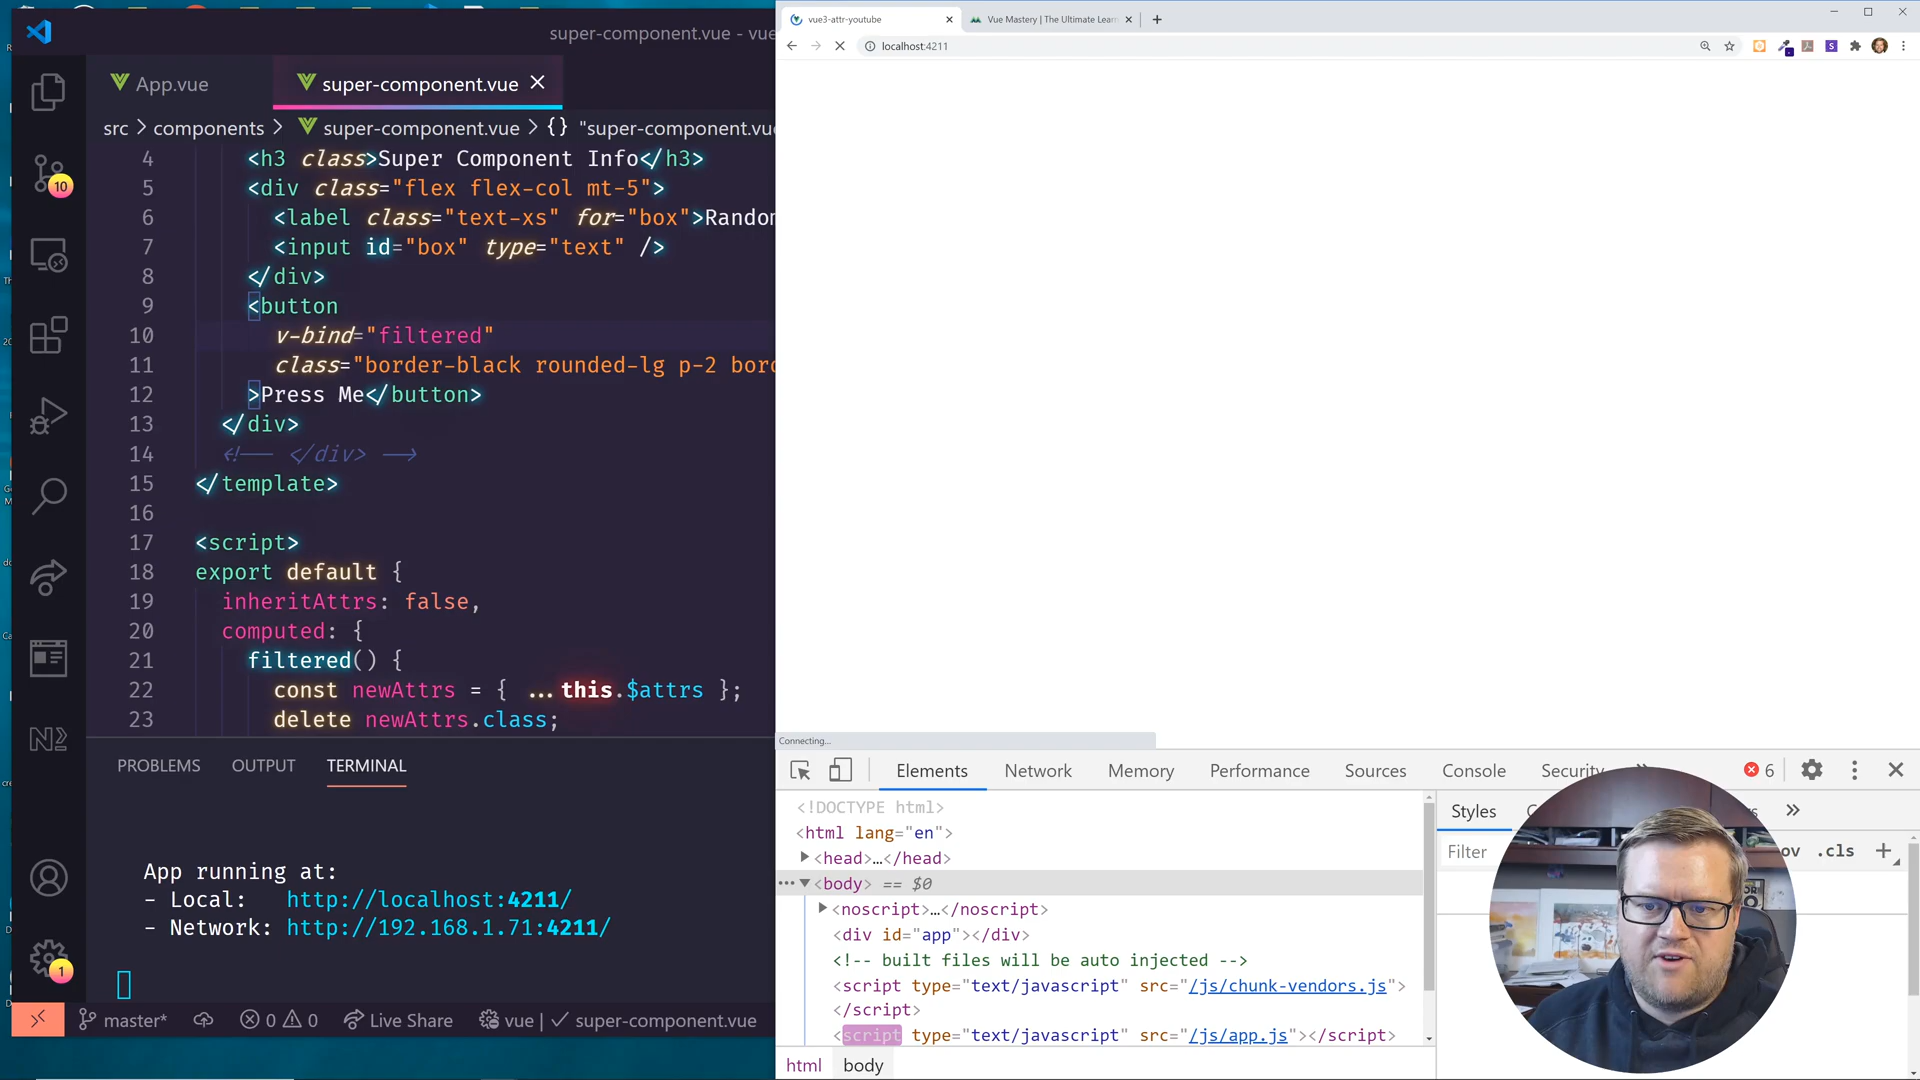 super-component.vue - vue
App.vue
super-component.vue
src > components > super-component.vue > {} "super-component.vue
4 <h3 class>Super Component Info</h3>
5 <div class="flex flex-col mt-5">
6 <label class="text-xs" for="box">Random
7 <input id="box" type="text" />
8 </div>
9 <button
10 v-bind="filtered"
11 class="border-black rounded-lg p-2 bord
12 >Press Me</button>
13 </div>
14 <!-- </div> -->
15 </template>
16
17 <script>
18 export default {
19 inheritAttrs: false,
20 computed: {
21 filtered() {
22 const newAttrs = { ...this.$attrs };
23 delete newAttrs.class;
10
1
PROBLEMS OUTPUT TERMINAL
App running at:
- Local: http://localhost:4211/
- Network: http://192.168.1.71:4211/
master* 0 0 Live Share vue | super-component.vue
vue3-attr-youtube
Vue Mastery | The Ultimate Lear
localhost:4211
Connecting...
Elements Network Memory Performance Sources Console Security 6
<!DOCTYPE html>
<html lang="en">
<head>…</head>
<body> == $0
<noscript>…</noscript>
<div id="app"></div>
<!-- built files will be auto injected -->
<script type="text/javascript" src="/js/chunk-vendors.js">
</script>
<script type="text/javascript" src="/js/app.js"></script>
html body
Styles
Filter
.cls